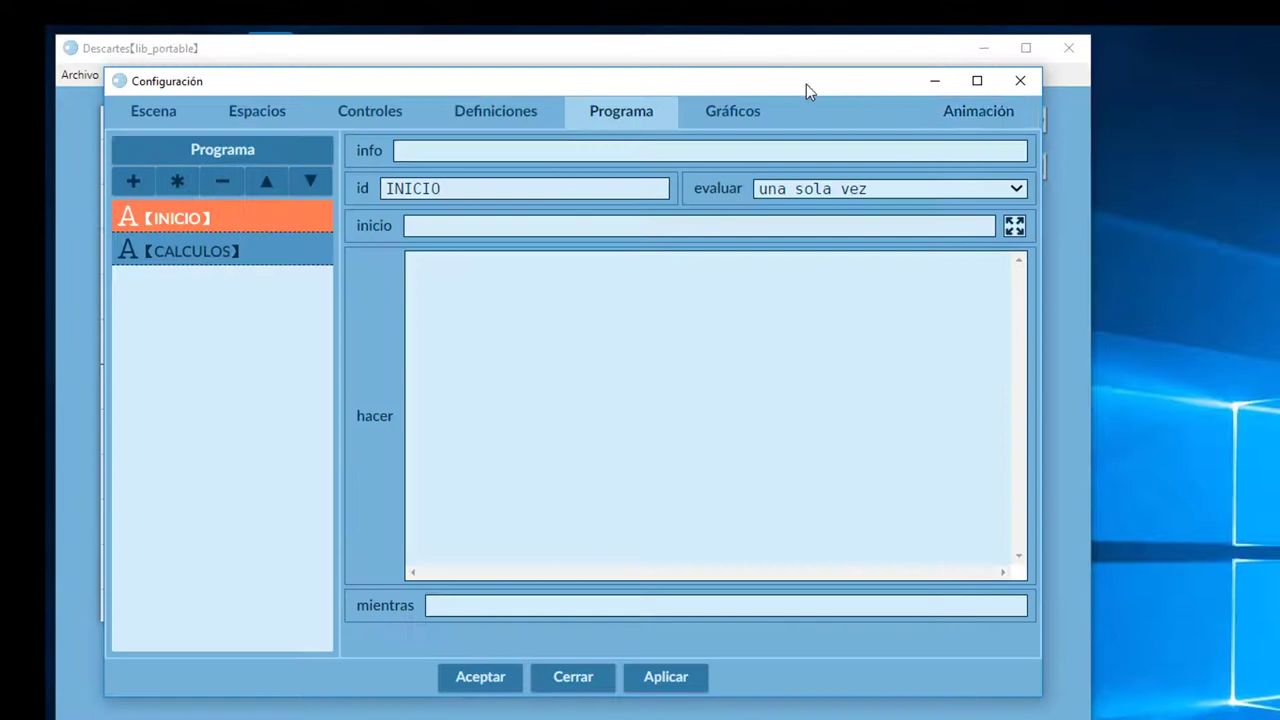 Descartes【lib_portable】
Archivo
Configuración
Escena Espacios Controles Definiciones Programa Gráficos Animación
Programa
+ * − ▲ ▼
A【INICIO】
A【CALCULOS】
info
id INICIO evaluar una sola vez
inicio
hacer
mientras
Aceptar Cerrar Aplicar